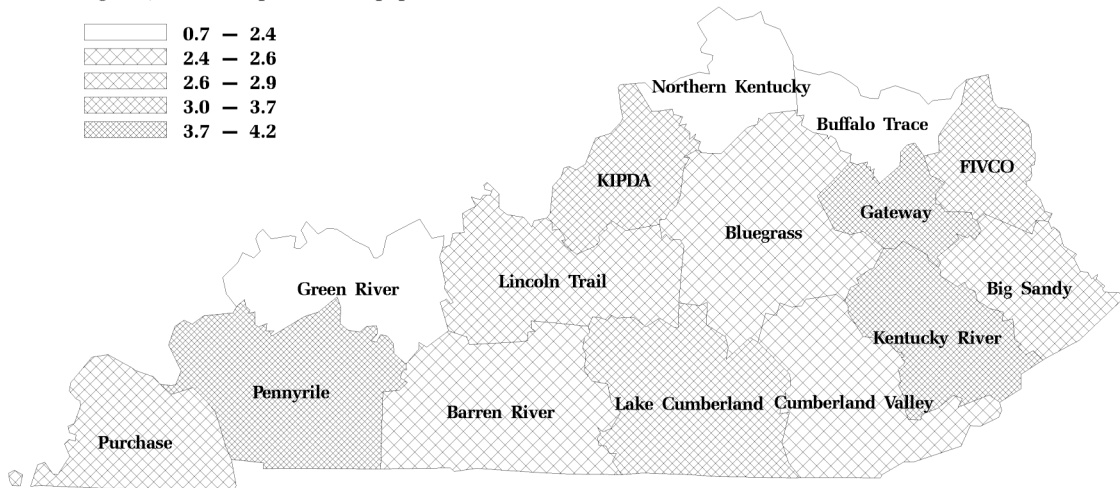 0.7 – 2.4
2.4 – 2.6
2.6 – 2.9
3.0 – 3.7
3.7 – 4.2
Northern Kentucky
Buffalo Trace
FIVCO
KIPDA
Gateway
Bluegrass
Lincoln Trail
Green River
Big Sandy
Kentucky River
Pennyrile
Lake Cumberland
Cumberland Valley
Barren River
Purchase